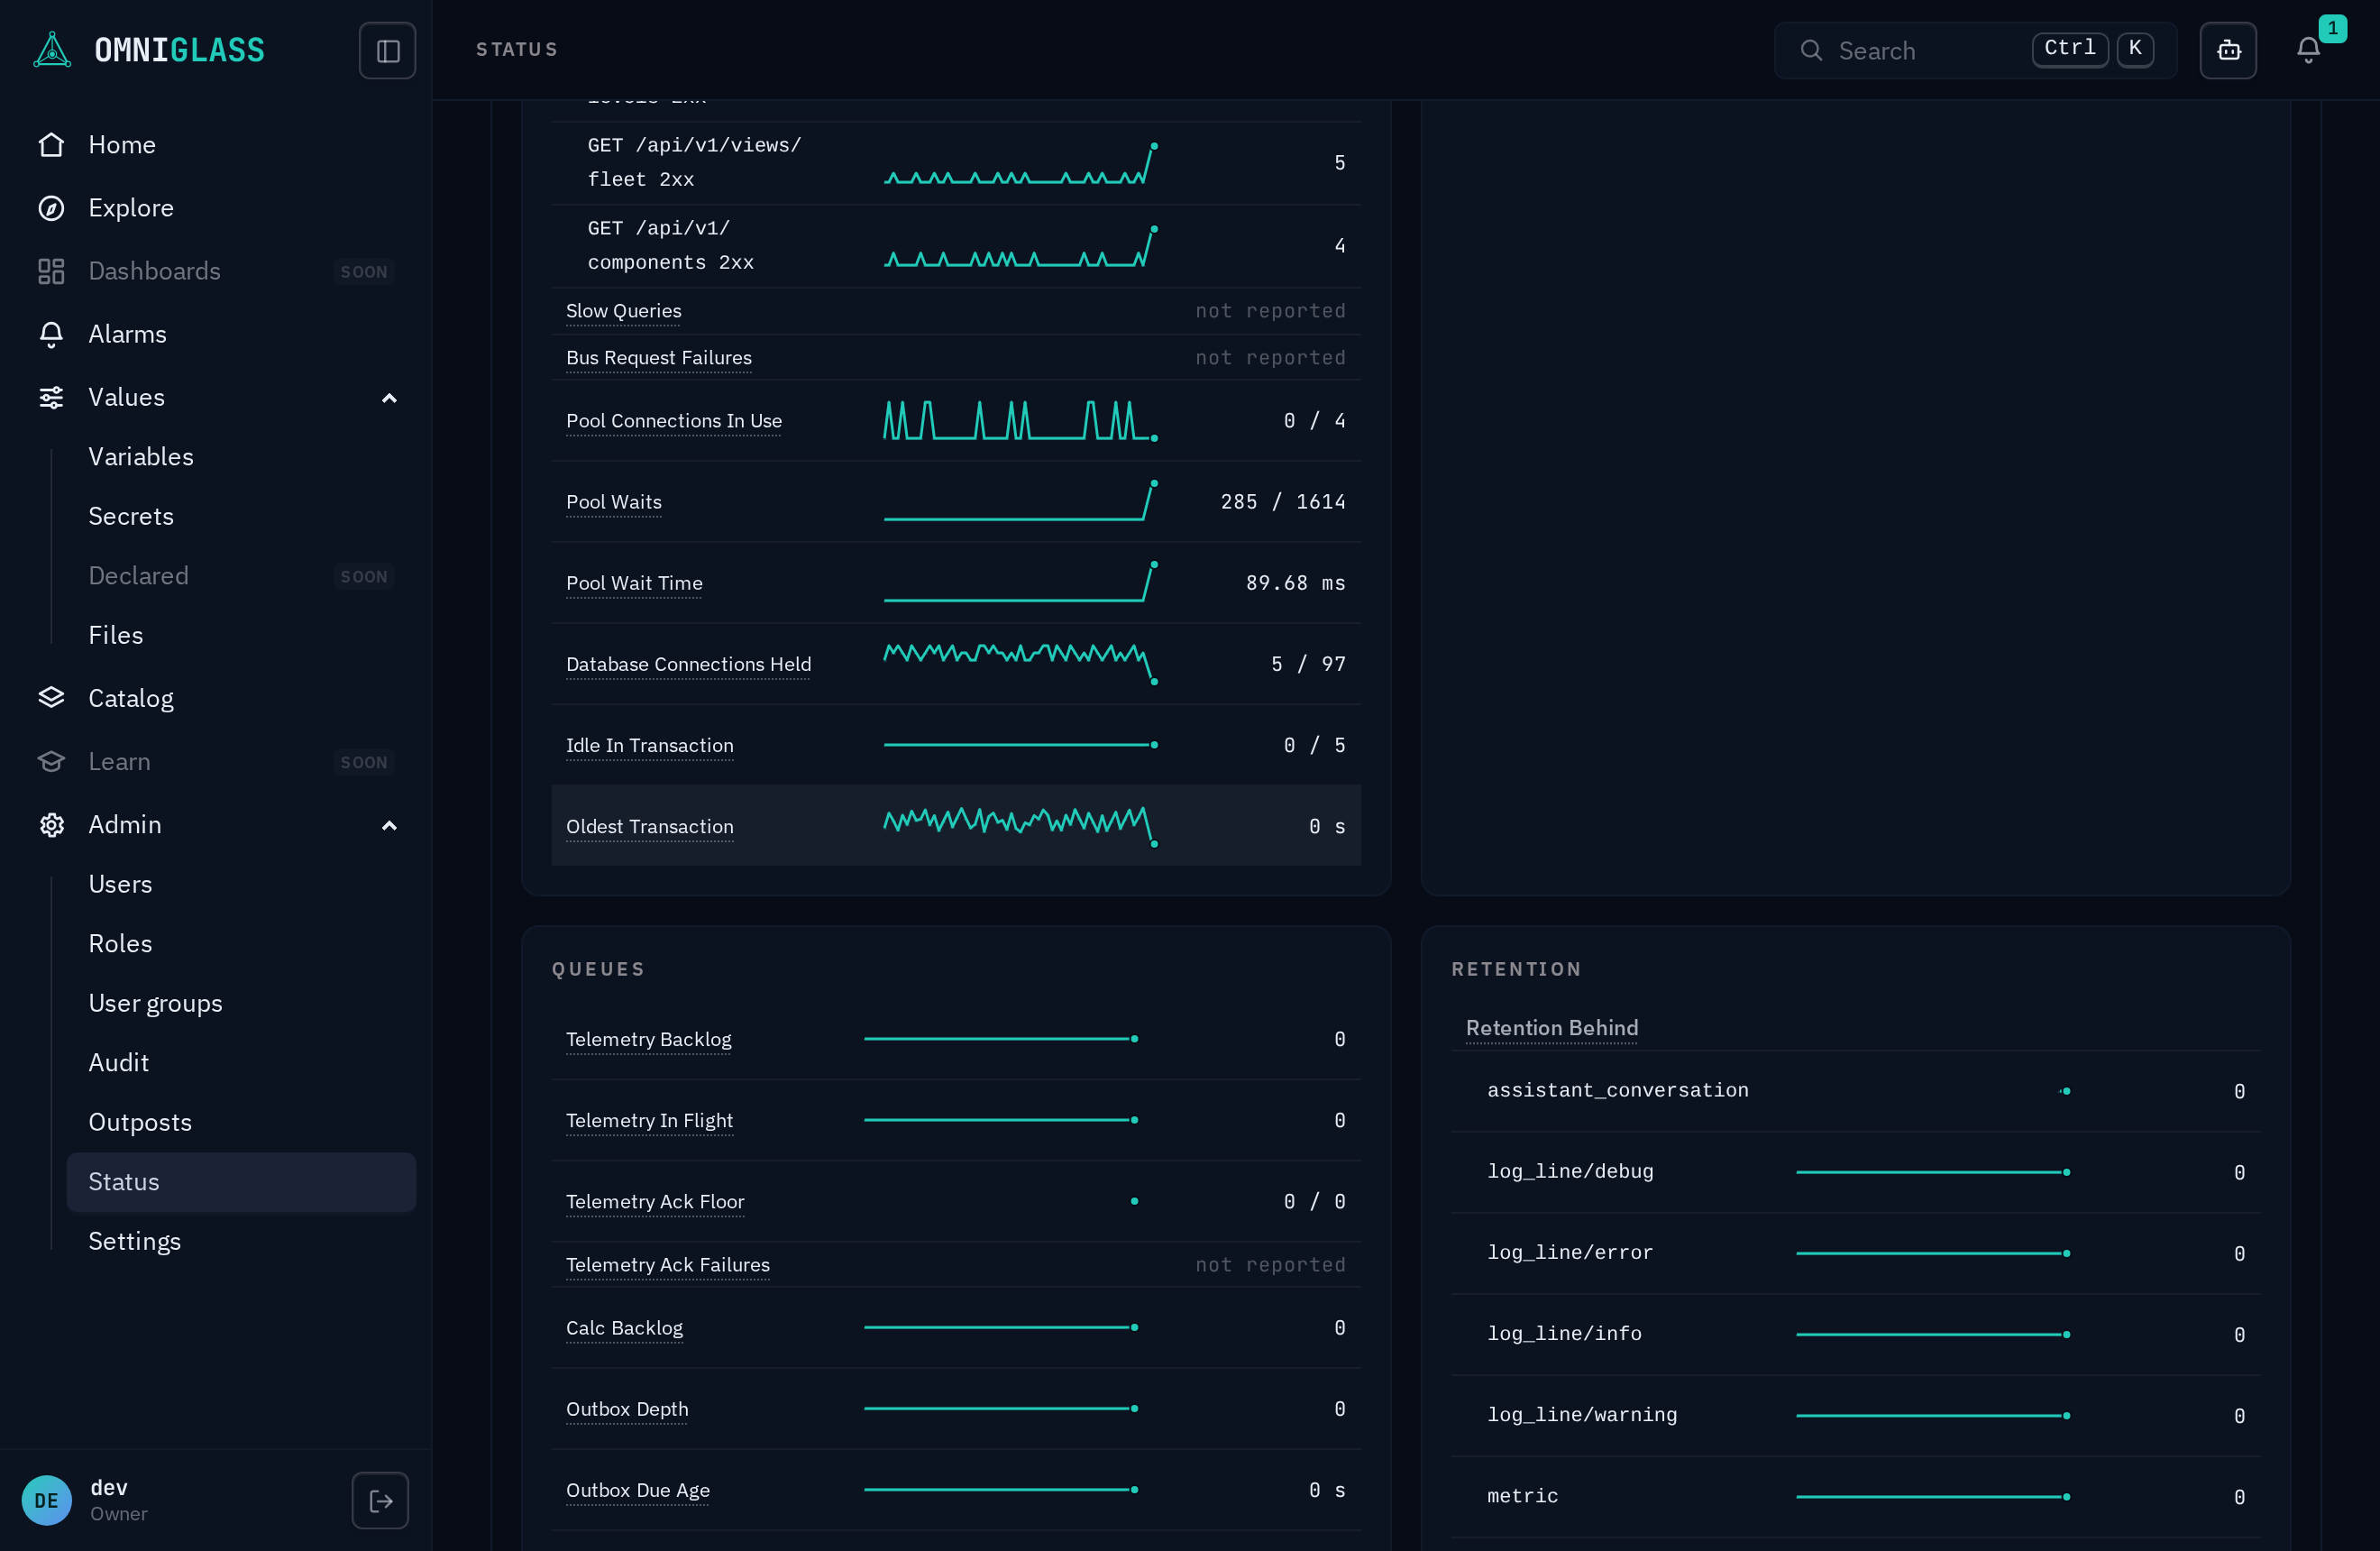 OMNIGLASS
STATUS
Search
Ctrl
K
1
Home
Explore
Dashboards
SOON
Alarms
Values
Variables
Secrets
Declared
SOON
Files
Catalog
Learn
SOON
Admin
Users
Roles
User groups
Audit
Outposts
Status
Settings
DE
dev
Owner
GET /api/v1/views/
fleet 2xx
5
GET /api/v1/
components 2xx
4
Slow Queries
not reported
Bus Request Failures
not reported
Pool Connections In Use
0 / 4
Pool Waits
285 / 1614
Pool Wait Time
89.68 ms
Database Connections Held
5 / 97
Idle In Transaction
0 / 5
Oldest Transaction
0 s
QUEUES
Telemetry Backlog
0
Telemetry In Flight
0
Telemetry Ack Floor
0 / 0
Telemetry Ack Failures
not reported
Calc Backlog
0
Outbox Depth
0
Outbox Due Age
0 s
RETENTION
Retention Behind
assistant_conversation
0
log_line/debug
0
log_line/error
0
log_line/info
0
log_line/warning
0
metric
0